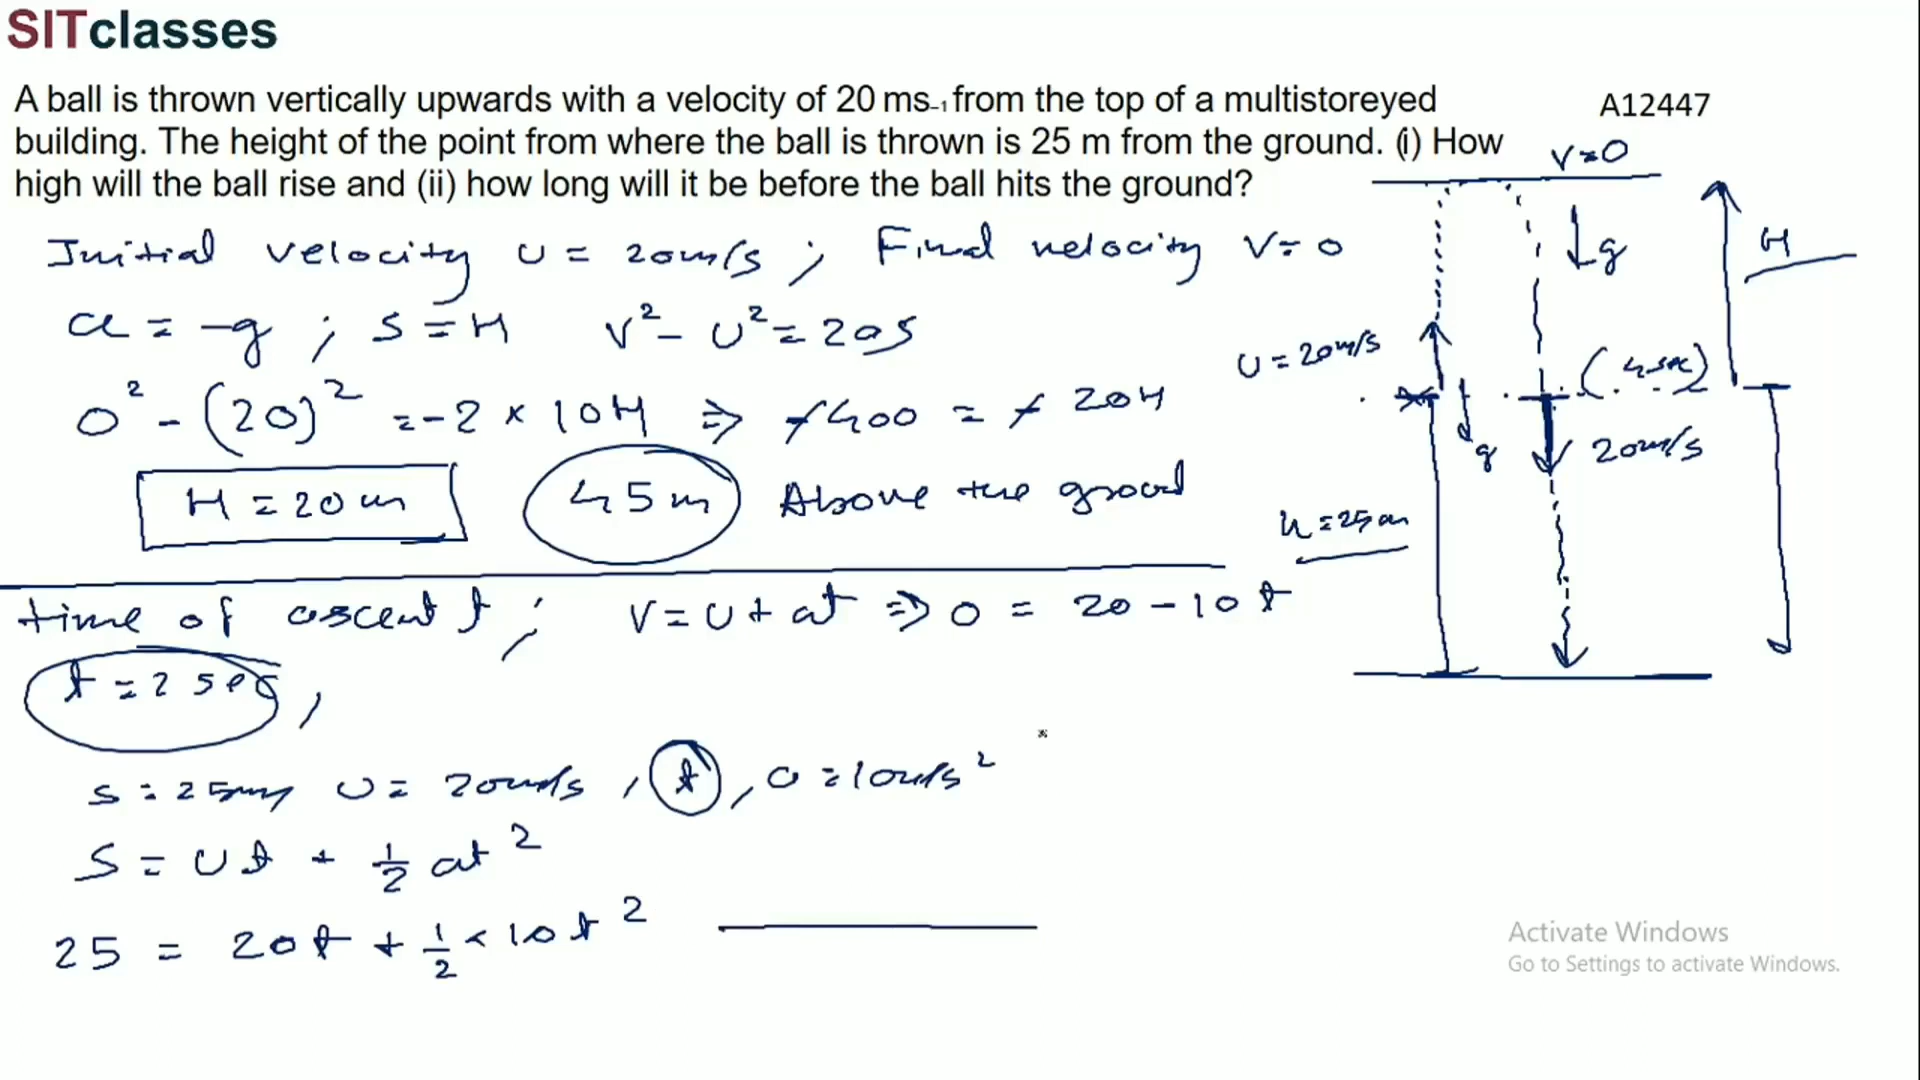 SITclasses
A ball is thrown vertically upwards with a velocity of 20 ms-1 from the top of a multistoreyed
building. The height of the point from where the ball is thrown is 25 m from the ground. (i) How
high will the ball rise and (ii) how long will it be before the ball hits the ground?
A12447
Initial velocity u = 20m/s ; Final velocity v = 0
a = -g ; s = H v² - u² = 2as
0² - (20)² = -2 × 10H ⇒ -400 = -20H
H = 20m 45m Above the ground
time of ascent t ; v = u + at ⇒ 0 = 20 - 10t
t = 2 sec,
s = 25m, u = 20m/s, t, a = 10m/s²
S = ut + 1/2 at²
25 = 20t + 1/2 × 10t²
v = 0
g
H
u = 20m/s
(4 sec)
g
20m/s
h = 25m
Activate Windows
Go to Settings to activate Windows.